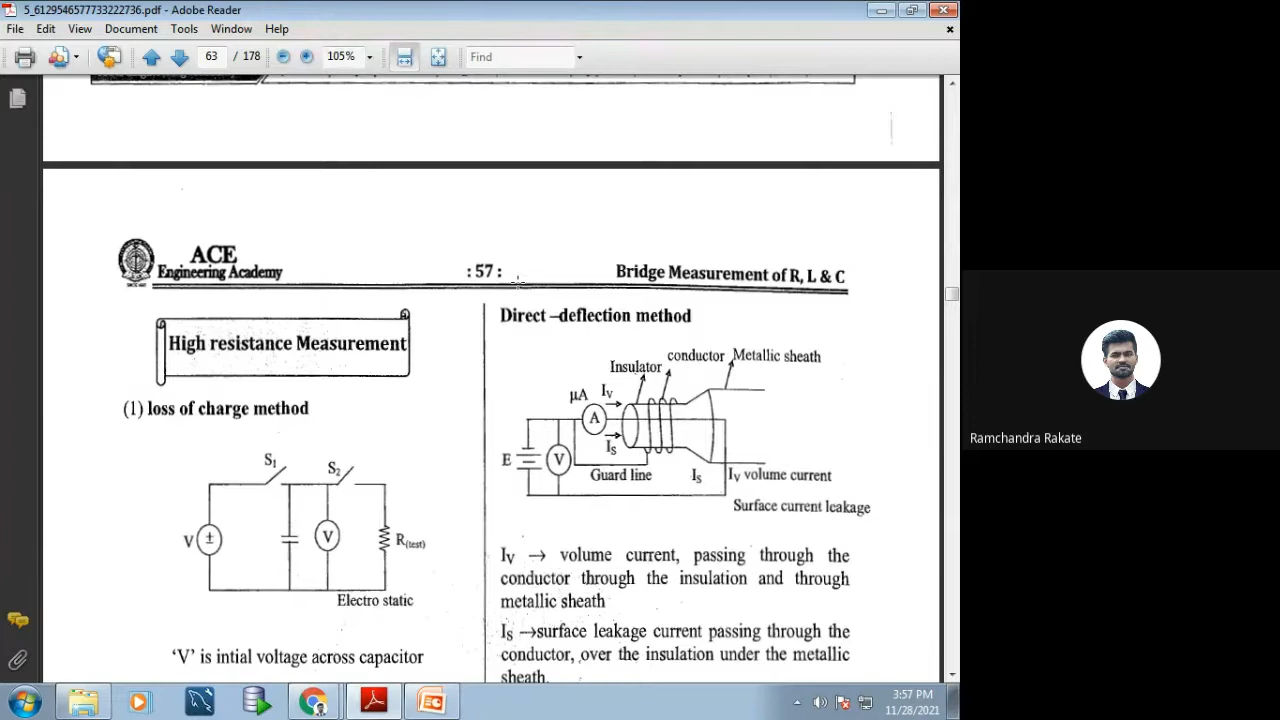 5_6129546577733222736.pdf - Adobe Reader
File Edit View Document Tools Window Help
63 / 178 105% Find
ACE
Engineering Academy
: 57 :
Bridge Measurement of R, L & C
High resistance Measurement
(1) loss of charge method
S1
S2
V
±
V
R(test)
Electro static
'V' is intial voltage across capacitor
Direct –deflection method
conductor Metallic sheath
Insulator
μA IV
A
IS
E V
Guard line IS IV volume current
Surface current leakage
IV → volume current, passing through the
conductor through the insulation and through
metallic sheath
IS →surface leakage current passing through the
conductor, over the insulation under the metallic
sheath.
Ramchandra Rakate
3:57 PM
11/28/2021